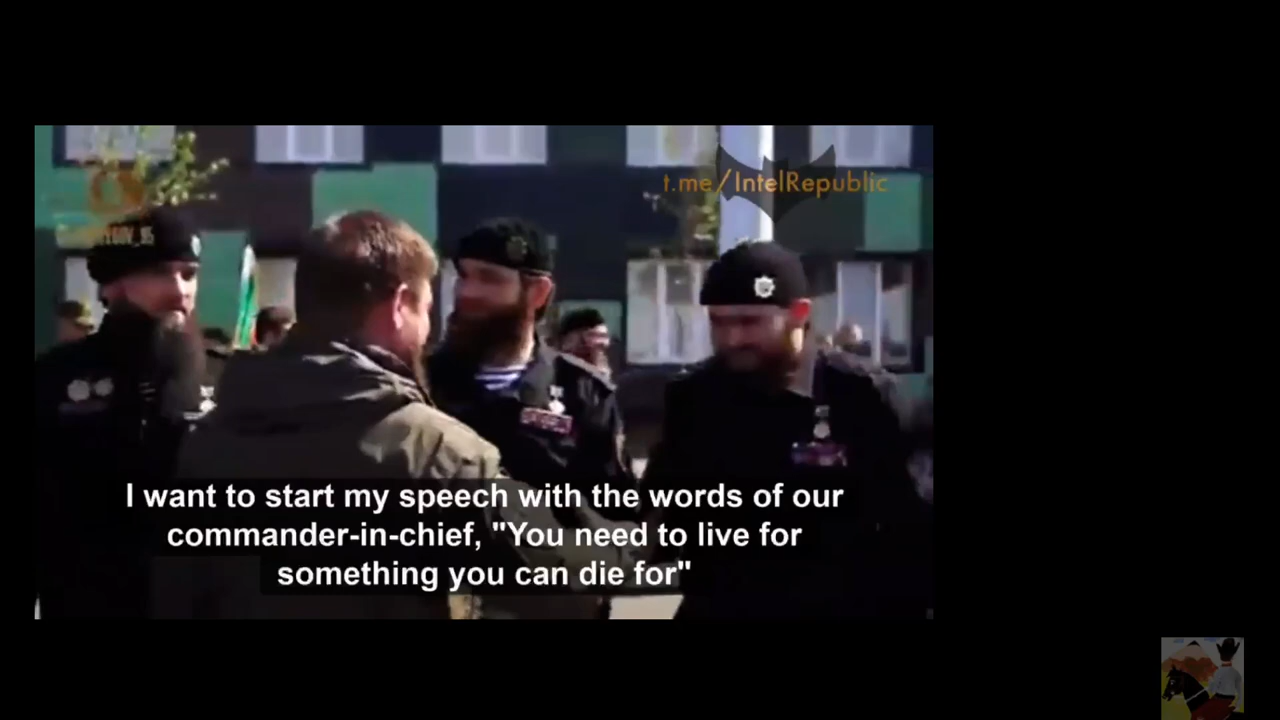 t.me/IntelRepublic
I want to start my speech with the words of our
commander-in-chief, "You need to live for
something you can die for"